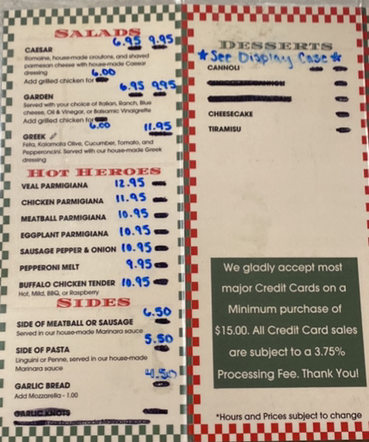 SALADS
6.95 9.95
CAESAR
Romaine, house-made croutons, and shaved
parmesan cheese with house-made Caesar
dressing
Add grilled chicken for 6.00
6.95 9.95
GARDEN
Served with your choice of Italian, Ranch, Blue
cheese, Oil & Vinegar, or Balsamic Vinaigrette
Add grilled chicken for
6.00
GREEK 11.95
Feta, Kalamata Olive, Cucumber, Tomato, and
Pepperoncini. Served with our house-made Greek
dressing
HOT HEROES
VEAL PARMIGIANA 12.95
CHICKEN PARMIGIANA 11.95
MEATBALL PARMIGIANA 10.95
EGGPLANT PARMIGIANA 10.95
SAUSAGE PEPPER & ONION 10.95
PEPPERONI MELT 9.95
BUFFALO CHICKEN TENDER 10.95
Hot, Mild, BBQ, or Raspberry
SIDES
6.50
SIDE OF MEATBALL OR SAUSAGE
Served in our house-made Marinara sauce
5.50
SIDE OF PASTA
Linguini or Penne, served in our house-made
Marinara sauce
4.50
GARLIC BREAD
Add Mozzarella - 1.00
GARLIC KNOTS
DESSERTS
*See Display Case*
CANNOLI
CHEESECAKE
TIRAMISU
We gladly accept most
major Credit Cards on a
Minimum purchase of
$15.00. All Credit Card sales
are subject to a 3.75%
Processing Fee. Thank You!
*Hours and Prices subject to change